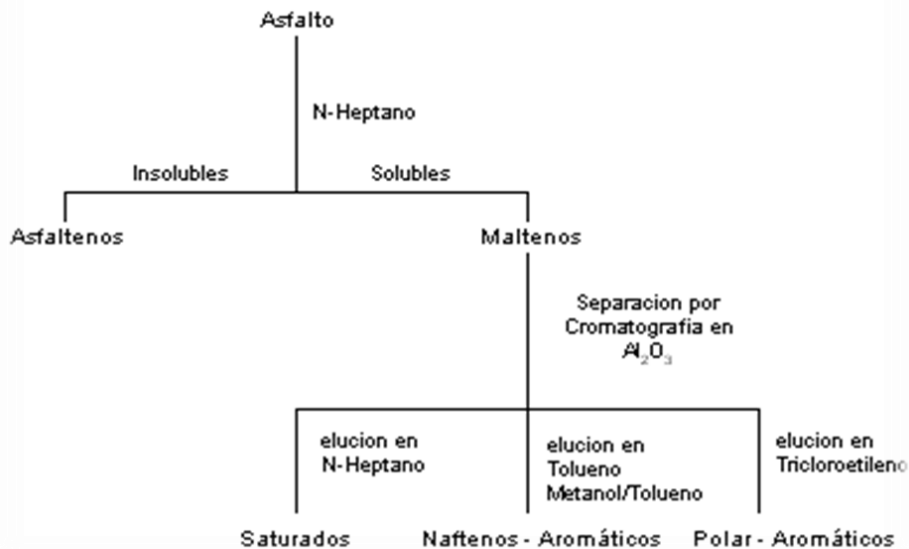 Asfalto
N-Heptano
Insolubles
Solubles
Asfaltenos
Maltenos
Separacion por
Cromatografia en
Al₂O₃
elucion en
N-Heptano
elucion en
Tolueno
Metanol/Tolueno
elucion en
Tricloroetileno
Saturados
Naftenos - Aromáticos
Polar - Aromáticos